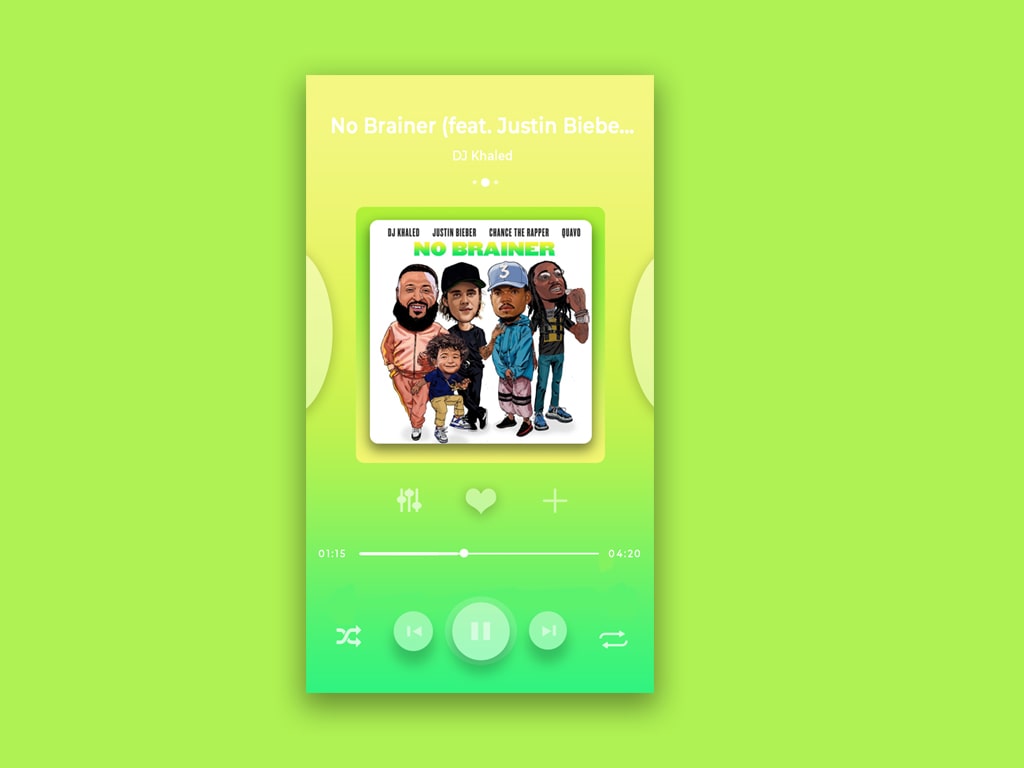 No Brainer (feat. Justin Biebe...
DJ Khaled
DJ KHALED JUSTIN BIEBER CHANCE THE RAPPER QUAVO
NO BRAINER
3
01:15 04:20